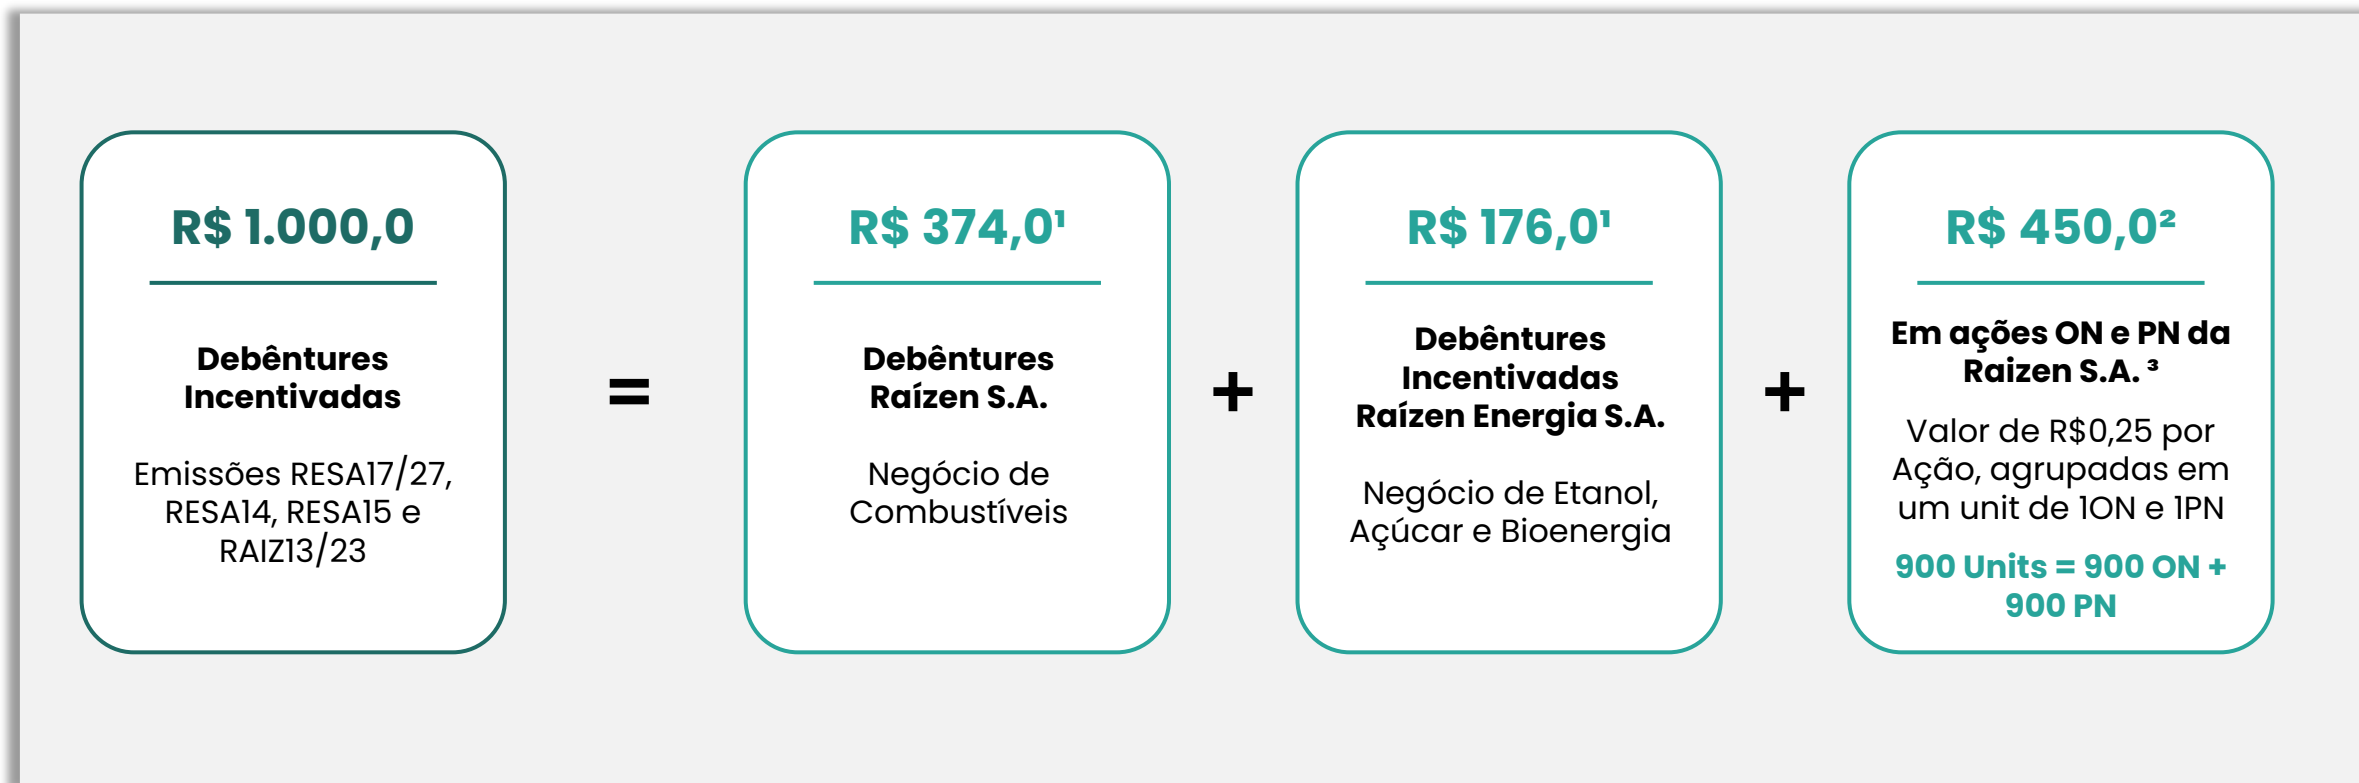 R$ 1.000,0
Debêntures
Incentivadas
Emissões RESA17/27,
RESA14, RESA15 e
RAIZ13/23
=
R$ 374,0¹
Debêntures
Raízen S.A.
Negócio de
Combustíveis
+
R$ 176,0¹
Debêntures
Incentivadas
Raízen Energia S.A.
Negócio de Etanol,
Açúcar e Bioenergia
+
R$ 450,0²
Em ações ON e PN da
Raizen S.A. ³
Valor de R$0,25 por
Ação, agrupadas em
um unit de 1ON e 1PN
900 Units = 900 ON +
900 PN